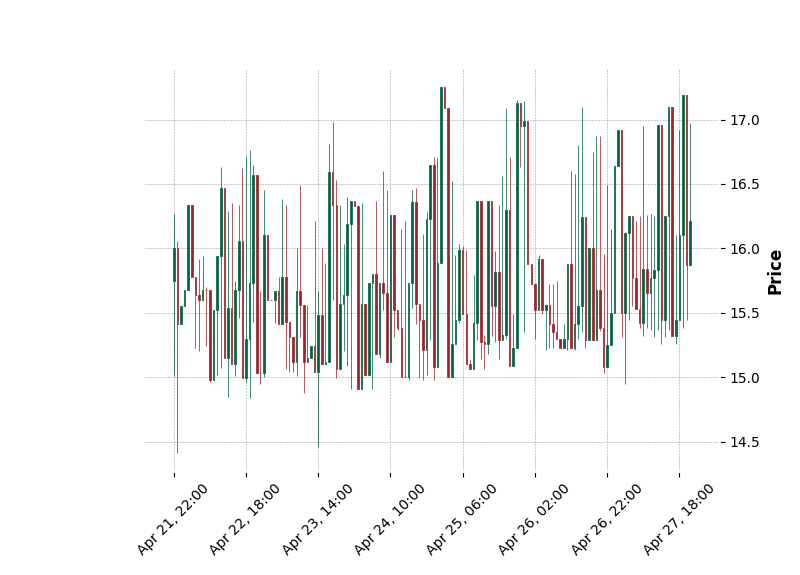 17.0
16.5
16.0
15.5
15.0
14.5
Price
Apr 21, 22:00
Apr 22, 18:00
Apr 23, 14:00
Apr 24, 10:00
Apr 25, 06:00
Apr 26, 02:00
Apr 26, 22:00
Apr 27, 18:00